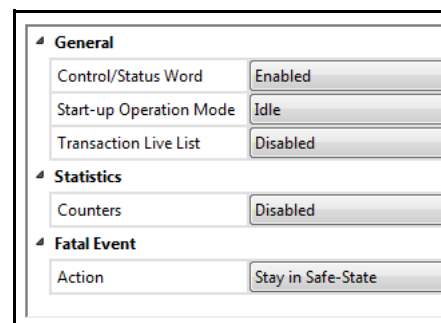 General
Control/Status Word Enabled
Start-up Operation Mode Idle
Transaction Live List Disabled
Statistics
Counters Disabled
Fatal Event
Action Stay in Safe-State